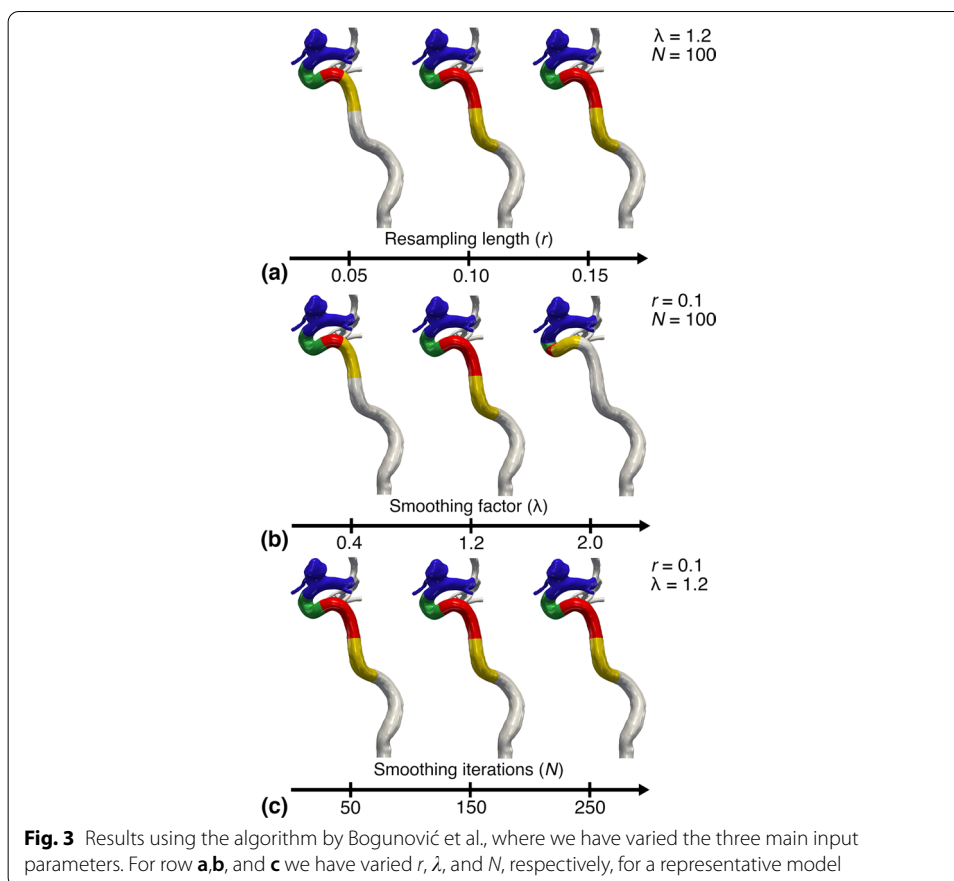 λ = 1.2
N = 100
Resampling length (r)
(a)
0.05 0.10 0.15
r = 0.1
N = 100
Smoothing factor (λ)
(b)
0.4 1.2 2.0
r = 0.1
λ = 1.2
Smoothing iterations (N)
(c)
50 150 250
Fig. 3 Results using the algorithm by Bogunović et al., where we have varied the three main input
parameters. For row a,b, and c we have varied r, λ, and N, respectively, for a representative model